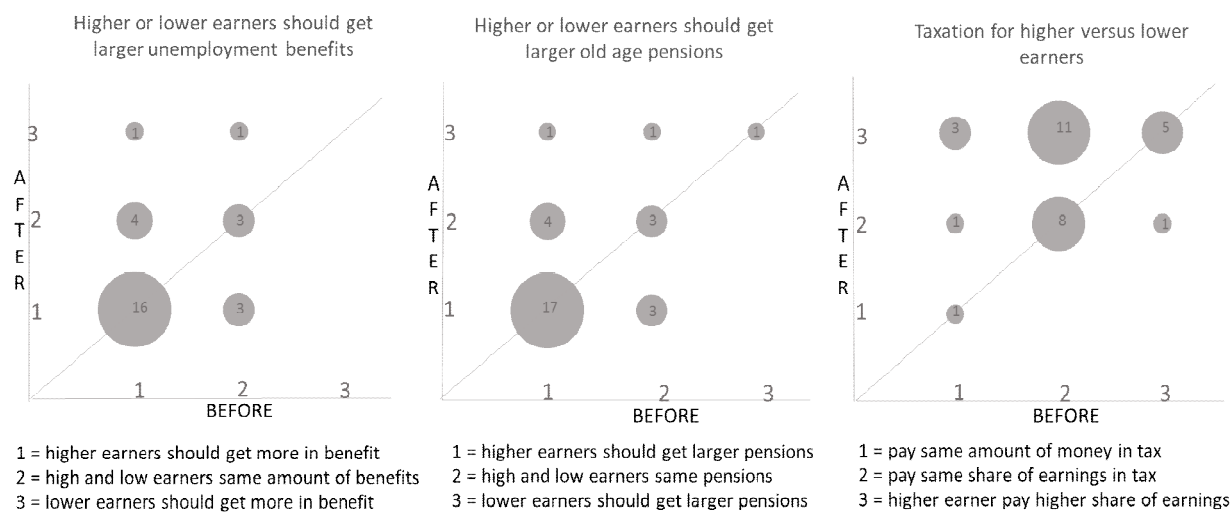 Higher or lower earners should get
larger unemployment benefits
3
2
1
A
F
T
E
R
1
1
4
3
16
3
1
2
3
BEFORE
1 = higher earners should get more in benefit
2 = high and low earners same amount of benefits
3 = lower earners should get more in benefit
Higher or lower earners should get
larger old age pensions
3
2
1
A
F
T
E
R
1
1
1
4
3
17
3
1
2
3
BEFORE
1 = higher earners should get larger pensions
2 = high and low earners same pensions
3 = lower earners should get larger pensions
Taxation for higher versus lower
earners
3
2
1
A
F
T
E
R
3
11
5
1
8
1
1
1
2
3
BEFORE
1 = pay same amount of money in tax
2 = pay same share of earnings in tax
3 = higher earner pay higher share of earnings